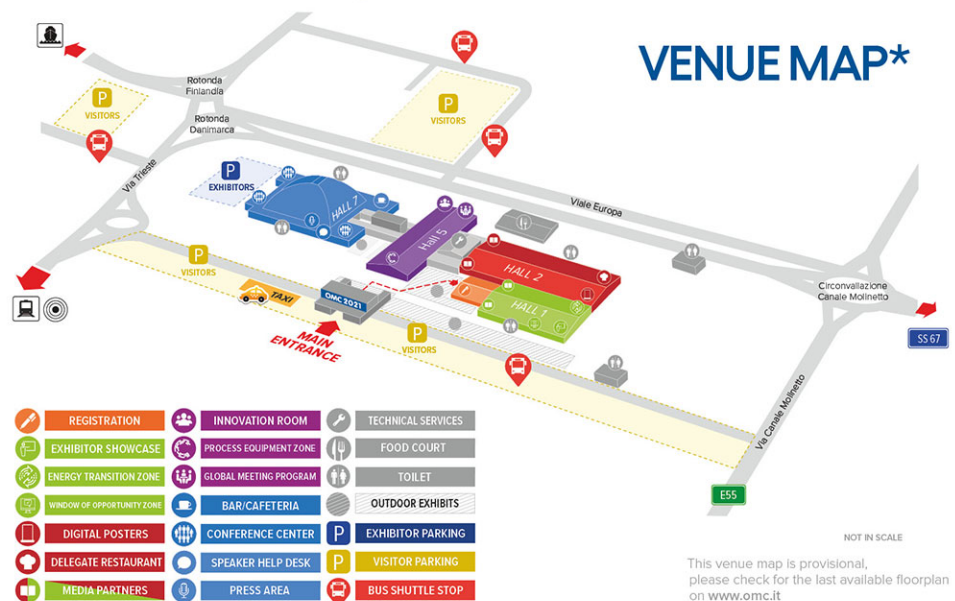 VENUE MAP*
Rotonda
Finlandia
P
VISITORS
P
VISITORS
Rotonda
Danimarca
Via Trieste
P
EXHIBITORS
HALL 7
Viale Europa
Hall 5
P
VISITORS
HALL 2
TAXI
OMC 2021
HALL 1
Circonvallazione
Canale Molinetto
MAIN
ENTRANCE
P
VISITORS
SS 67
Via Canale Molinetto
E55
REGISTRATION
INNOVATION ROOM
TECHNICAL SERVICES
EXHIBITOR SHOWCASE
PROCESS EQUIPMENT ZONE
FOOD COURT
ENERGY TRANSITION ZONE
GLOBAL MEETING PROGRAM
TOILET
WINDOW OF OPPORTUNITY ZONE
BAR/CAFETERIA
OUTDOOR EXHIBITS
DIGITAL POSTERS
CONFERENCE CENTER
P EXHIBITOR PARKING
DELEGATE RESTAURANT
SPEAKER HELP DESK
P VISITOR PARKING
MEDIA PARTNERS
PRESS AREA
BUS SHUTTLE STOP
NOT IN SCALE
This venue map is provisional,
please check for the last available floorplan
on www.omc.it